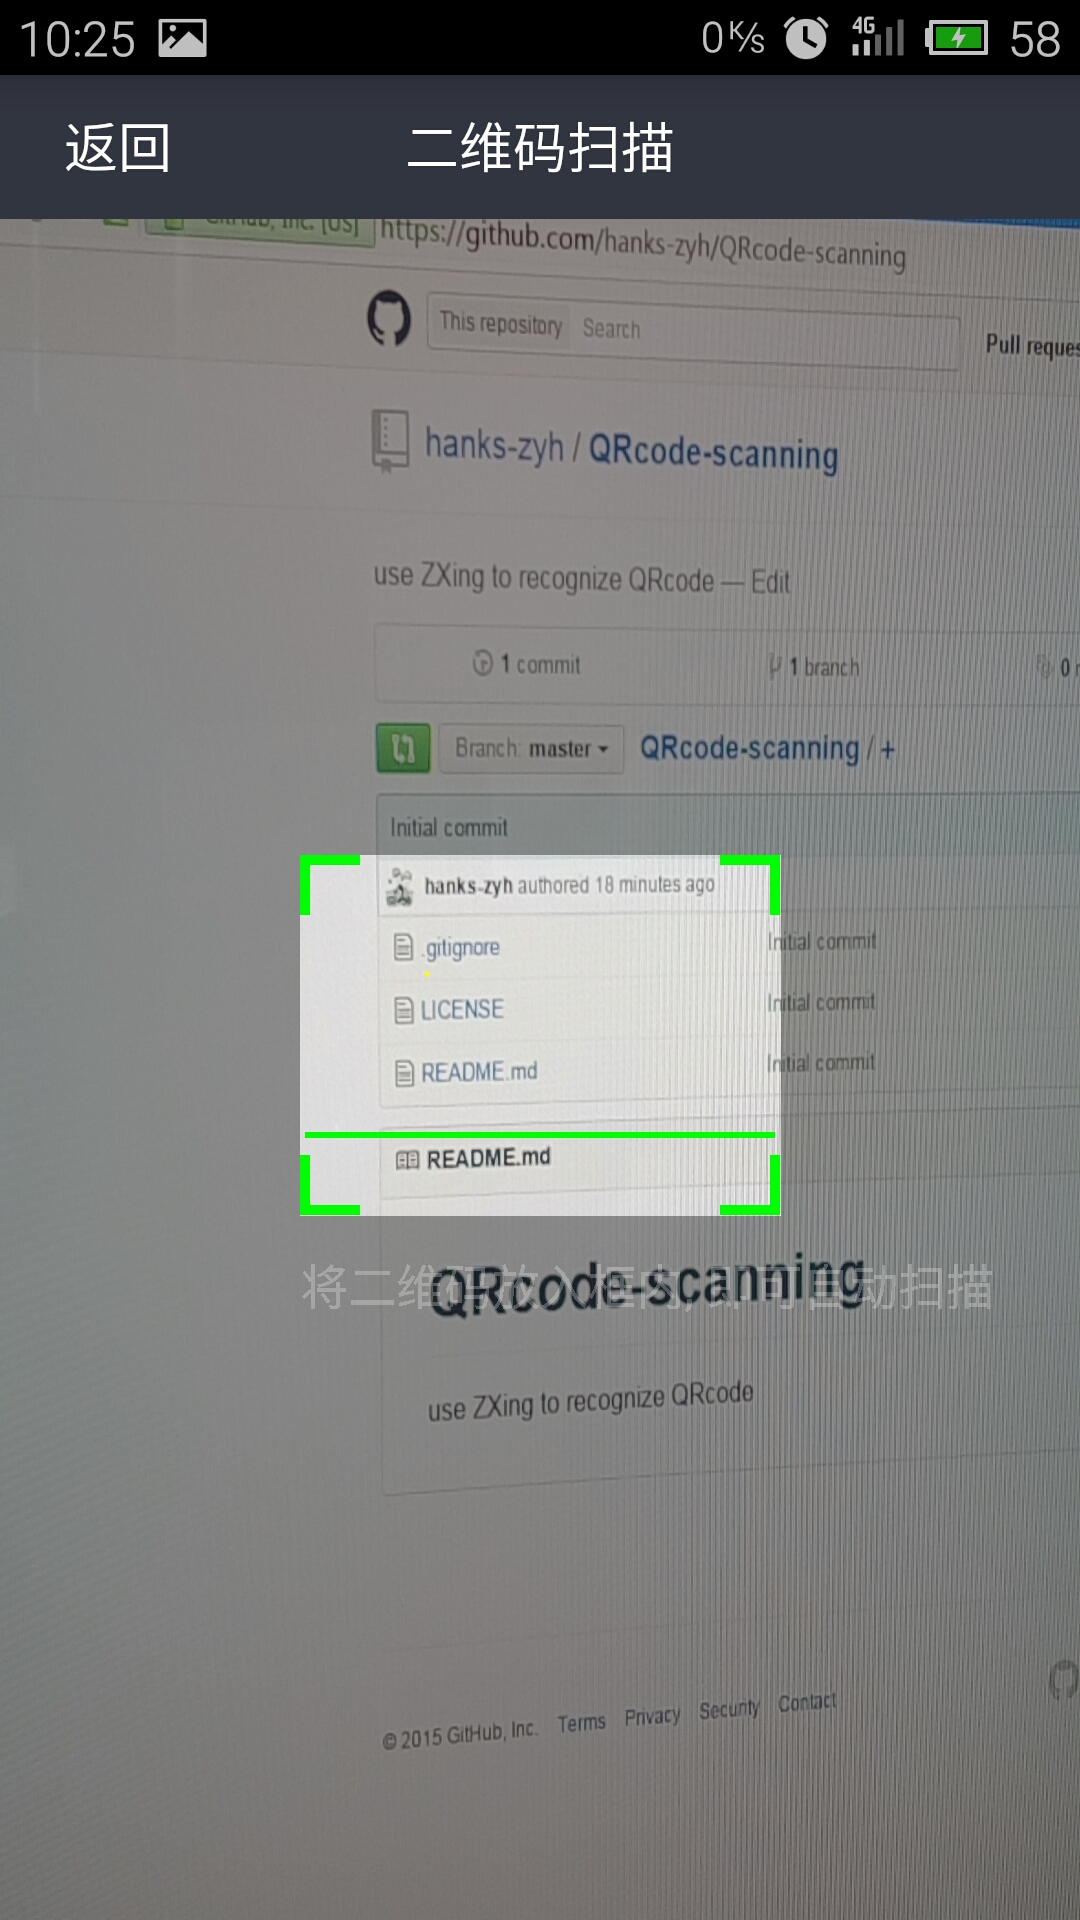 10:25
0 K/s 4G 58
返回 二维码扫描
GitHub, Inc. [US] https://github.com/hanks-zyh/QRcode-scanning
This repository Search
Pull
hanks-zyh / QRcode-scanning
use ZXing to recognize QRcode — Edit
1 commit 1 branch 0
Branch: master QRcode-scanning / +
Initial commit
hanks-zyh authored 18 minutes ago
.gitignore Initial commit
LICENSE Initial commit
README.md Initial commit
README.md
QRcode-scanning
将二维码放入框内,即可自动扫描
use ZXing to recognize QRcode
© 2015 GitHub, Inc. Terms Privacy Security Contact